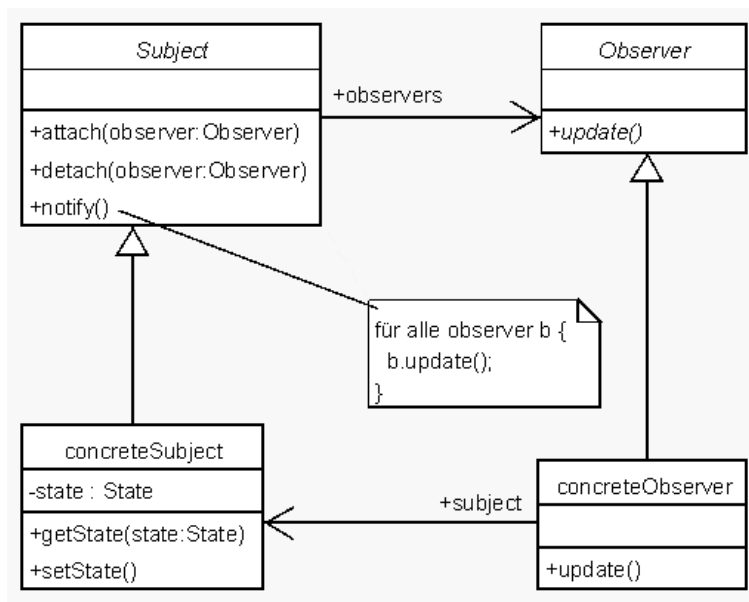 Subject
+attach(observer:Observer)
+detach(observer:Observer)
+notify()
+observers
Observer
+update()
für alle observer b {
b.update();
}
concreteSubject
-state : State
+getState(state:State)
+setState()
+subject
concreteObserver
+update()